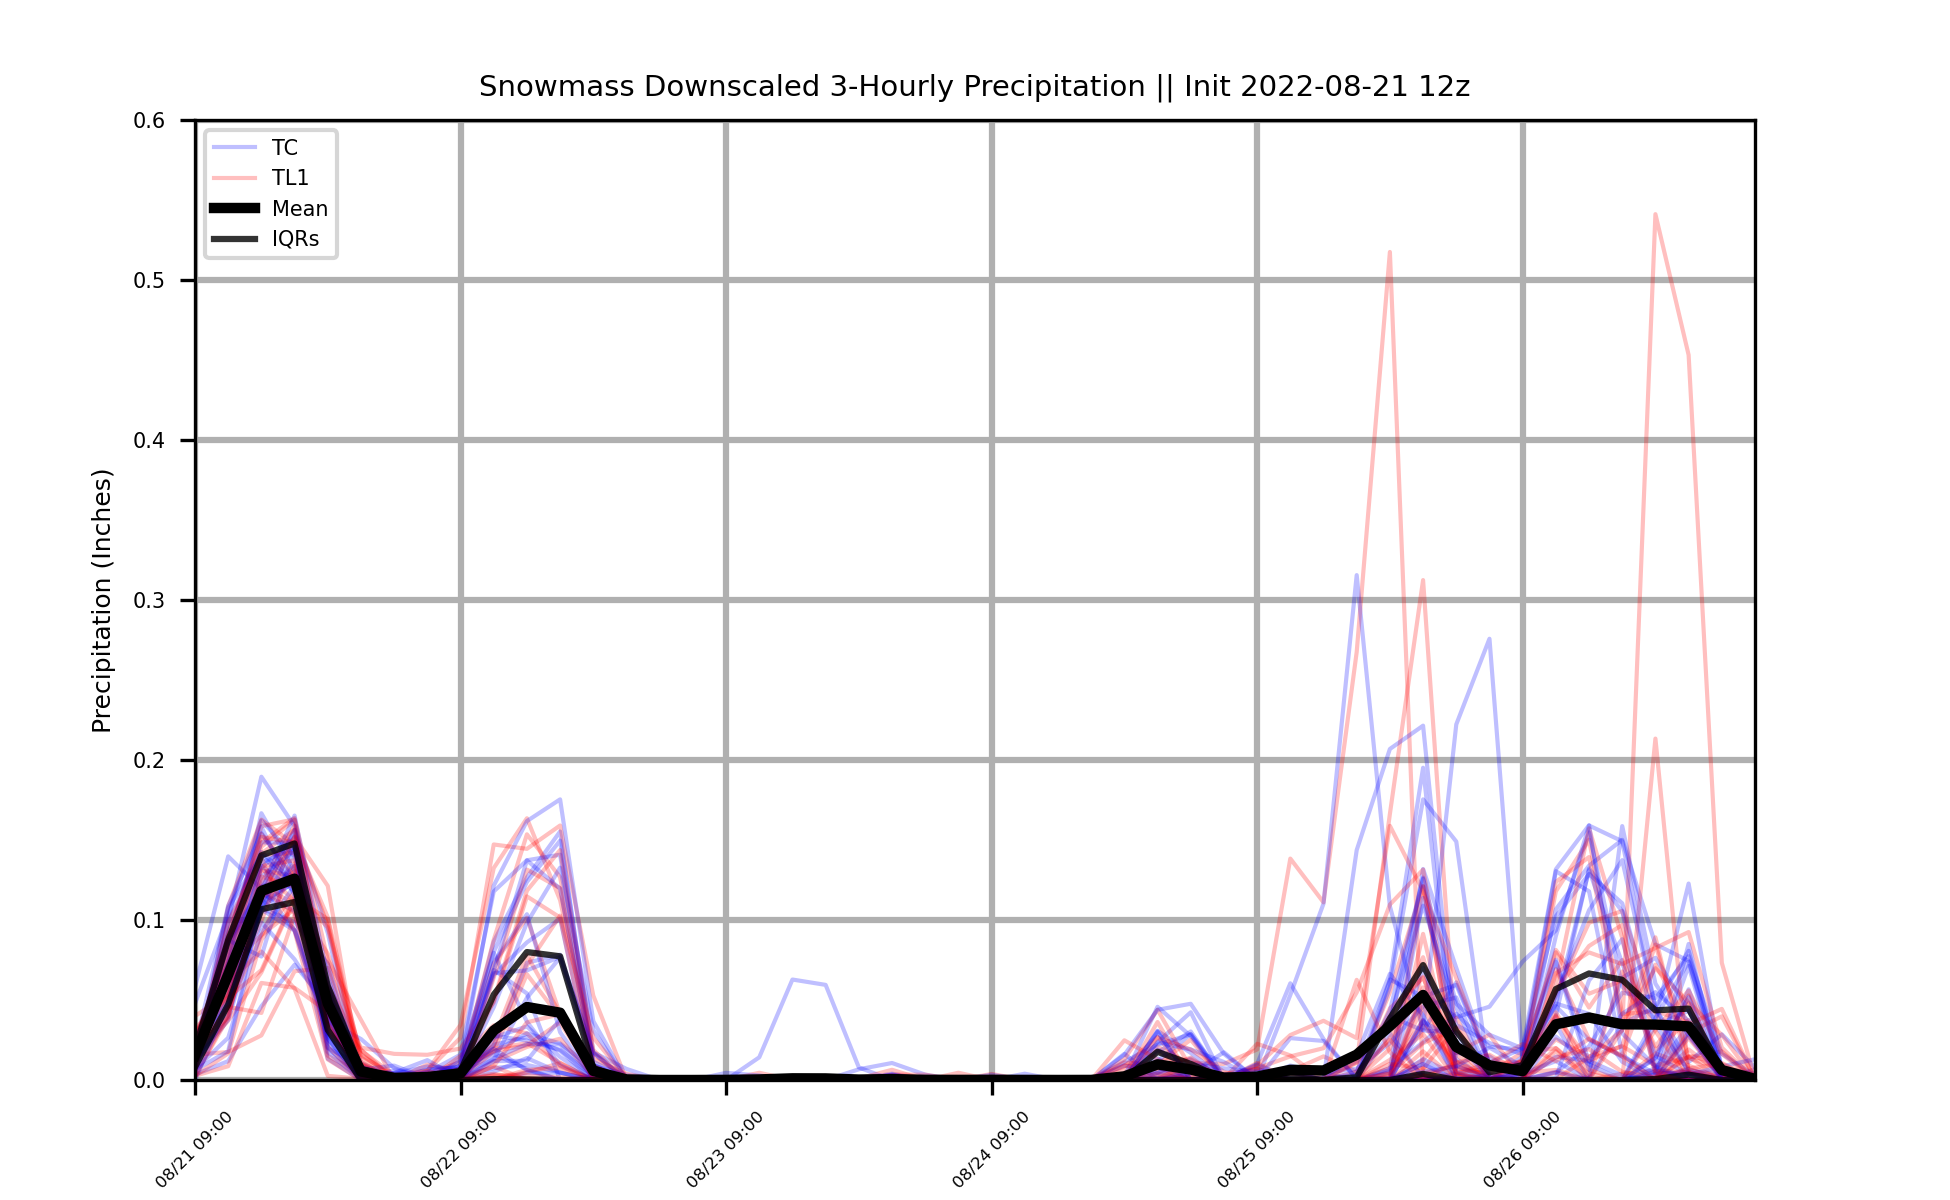 Snowmass Downscaled 3-Hourly Precipitation || Init 2022-08-21 12z
Precipitation (Inches)
0.6
0.5
0.4
0.3
0.2
0.1
0.0
TC
TL1
Mean
IQRs
08/21 09:00
08/22 09:00
08/23 09:00
08/24 09:00
08/25 09:00
08/26 09:00